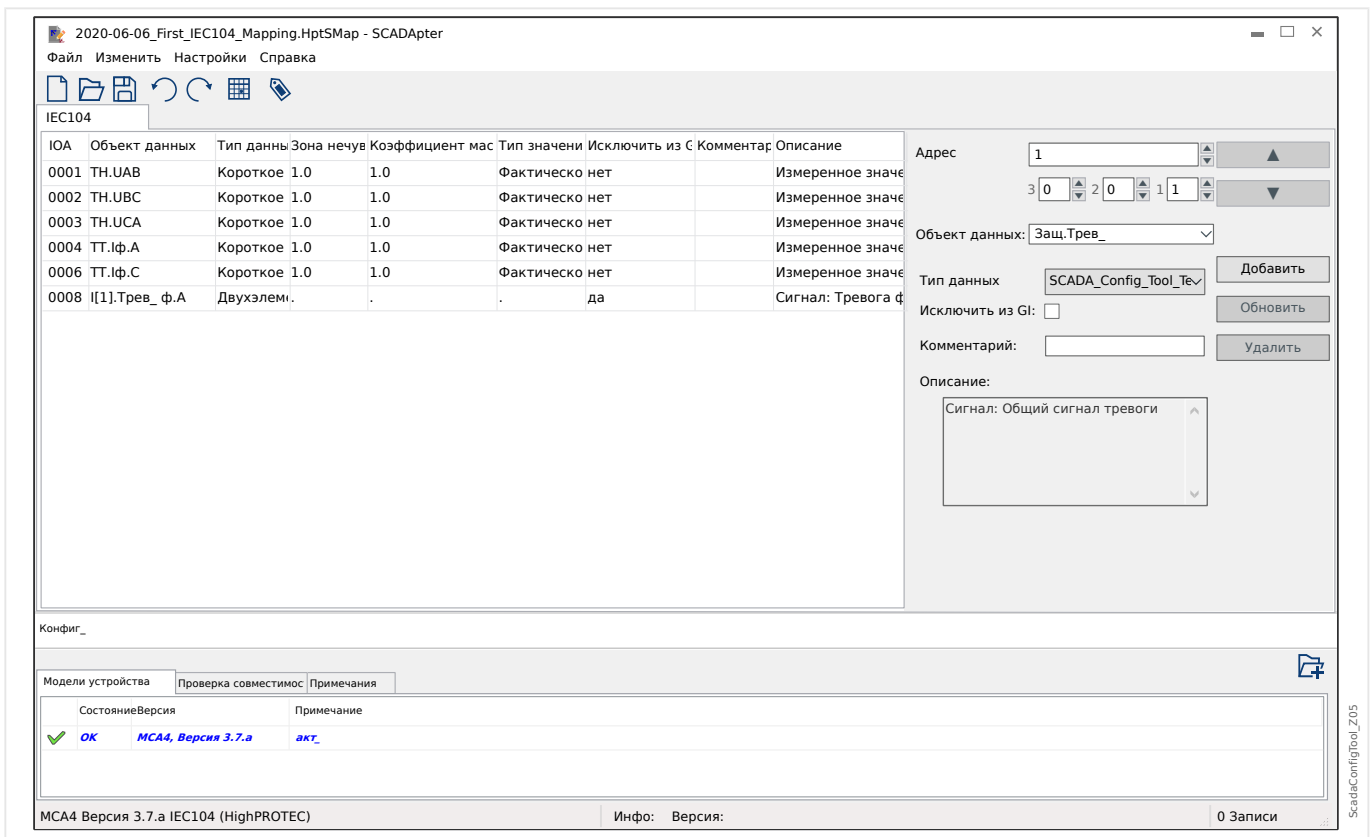 2020-06-06_First_IEC104_Mapping.HptSMap - SCADApter
Файл Изменить Настройки Справка
IEC104
IOA Объект данных Тип данны Зона нечув Коэффициент мас Тип значени Исключить из G Комментар Описание
0001 ТН.UAB Короткое 1.0 1.0 Фактическо нет Измеренное значе
0002 ТН.UBC Короткое 1.0 1.0 Фактическо нет Измеренное значе
0003 ТН.UCA Короткое 1.0 1.0 Фактическо нет Измеренное значе
0004 ТТ.Iф.A Короткое 1.0 1.0 Фактическо нет Измеренное значе
0006 ТТ.Iф.C Короткое 1.0 1.0 Фактическо нет Измеренное значе
0008 I[1].Трев_ ф.A Двухэлем . . . да Сигнал: Тревога ф
Адрес 1
3 0 2 0 1 1
Объект данных: Защ.Трев_
Добавить
Тип данных SCADA_Config_Tool_Te
Исключить из GI:
Обновить
Комментарий:
Удалить
Описание:
Сигнал: Общий сигнал тревоги
Конфиг_
Модели устройства Проверка совместимос Примечания
Состояние Версия Примечание
OK MCA4, Версия 3.7.a акт_
MCA4 Версия 3.7.a IEC104 (HighPROTEC) Инфо: Версия: 0 Записи
ScadaConfigTool_Z05